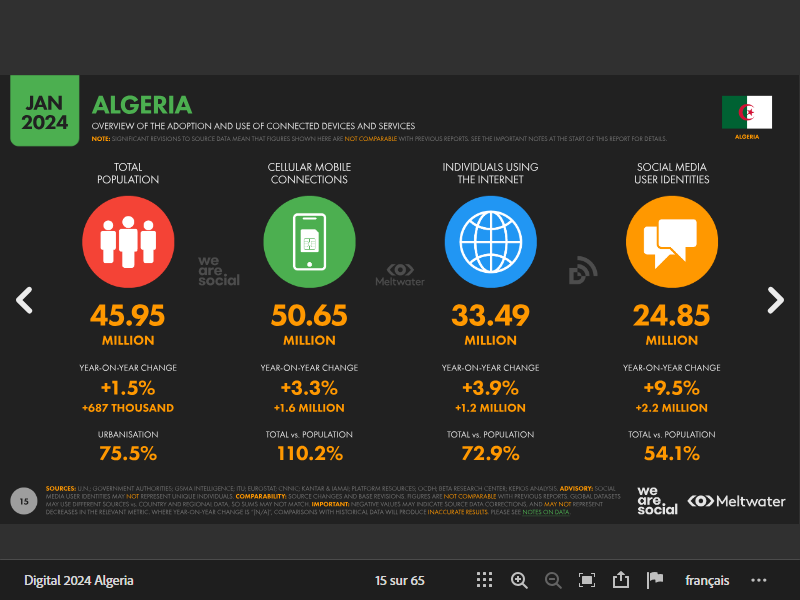 JAN
2024
ALGERIA
OVERVIEW OF THE ADOPTION AND USE OF CONNECTED DEVICES AND SERVICES
NOTE: SIGNIFICANT REVISIONS TO SOURCE DATA MEAN THAT FIGURES SHOWN HERE ARE NOT COMPARABLE WITH PREVIOUS REPORTS. SEE THE IMPORTANT NOTES AT THE START OF THIS REPORT FOR DETAILS.
ALGERIA
TOTAL
POPULATION
CELLULAR MOBILE
CONNECTIONS
INDIVIDUALS USING
THE INTERNET
SOCIAL MEDIA
USER IDENTITIES
we
are
social
Meltwater
45.95
MILLION
50.65
MILLION
33.49
MILLION
24.85
MILLION
YEAR-ON-YEAR CHANGE
+1.5%
+687 THOUSAND
YEAR-ON-YEAR CHANGE
+3.3%
+1.6 MILLION
YEAR-ON-YEAR CHANGE
+3.9%
+1.2 MILLION
YEAR-ON-YEAR CHANGE
+9.5%
+2.2 MILLION
URBANISATION
75.5%
TOTAL vs. POPULATION
110.2%
TOTAL vs. POPULATION
72.9%
TOTAL vs. POPULATION
54.1%
15
SOURCES: U.N.; GOVERNMENT AUTHORITIES; GSMA INTELLIGENCE; ITU; EUROSTAT; CNNIC; KANTAR & IAMAI; PLATFORM RESOURCES; OCDH; BETA RESEARCH CENTER; KEPIOS ANALYSIS. ADVISORY: SOCIAL
MEDIA USER IDENTITIES MAY NOT REPRESENT UNIQUE INDIVIDUALS. COMPARABILITY: SOURCE CHANGES AND BASE REVISIONS. FIGURES ARE NOT COMPARABLE WITH PREVIOUS REPORTS. GLOBAL DATASETS
MAY USE DIFFERENT SOURCES vs. COUNTRY AND REGIONAL DATA, SO SUMS MAY NOT MATCH. IMPORTANT: NEGATIVE VALUES MAY INDICATE SOURCE DATA CORRECTIONS, AND MAY NOT REPRESENT
DECREASES IN THE RELEVANT METRIC. WHERE YEAR-ON-YEAR CHANGE IS "[N/A]", COMPARISONS WITH HISTORICAL DATA WILL PRODUCE INACCURATE RESULTS. PLEASE SEE NOTES ON DATA.
we
are
social
Meltwater
Digital 2024 Algeria
15 sur 65
français